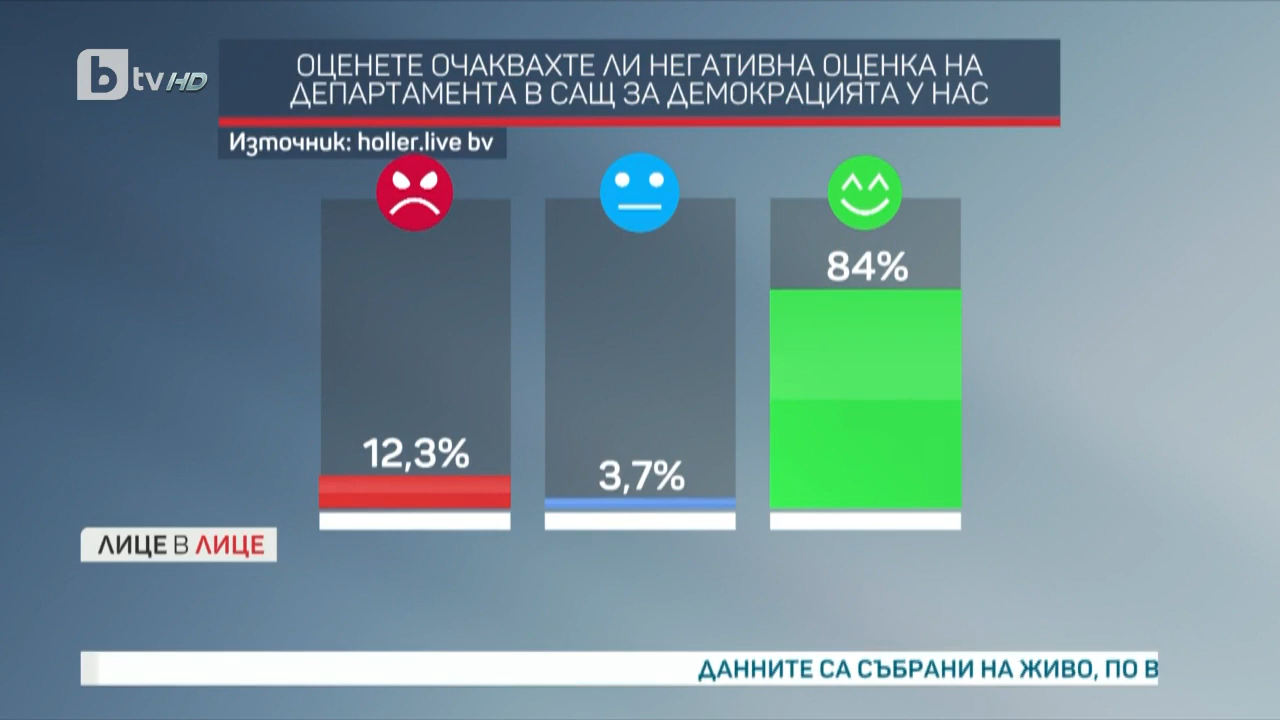 btv HD
ОЦЕНЕТЕ ОЧАКВАХТЕ ЛИ НЕГАТИВНА ОЦЕНКА НА
ДЕПАРТАМЕНТА В САЩ ЗА ДЕМОКРАЦИЯТА У НАС
Източник: holler.live bv
12,3%
3,7%
84%
ЛИЦЕ В ЛИЦЕ
ДАННИТЕ СА СЪБРАНИ НА ЖИВО, ПО В